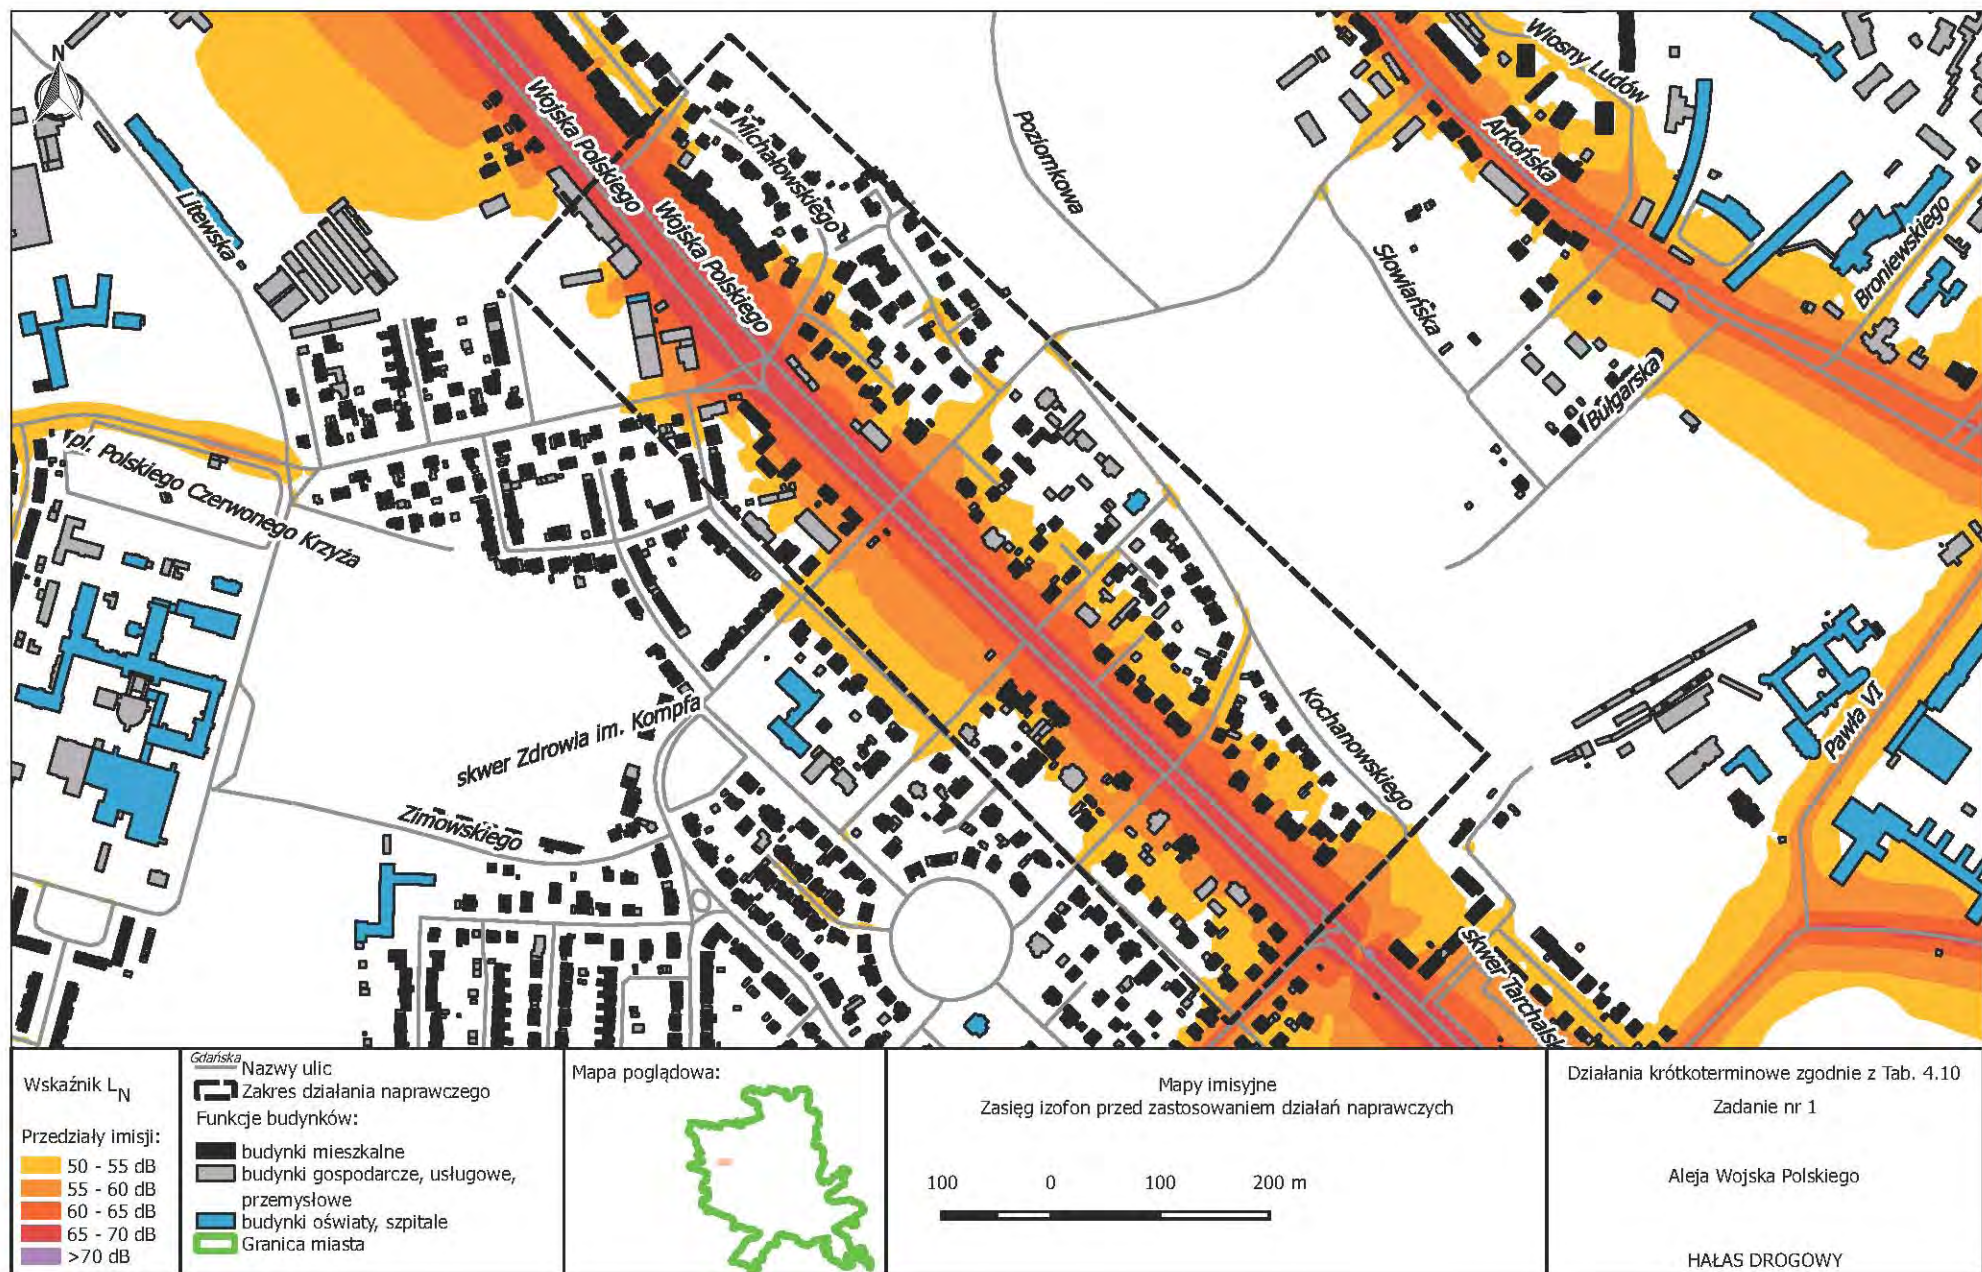 N
Wojska Polskiego
Wojska Polskiego
Michałowskiego
Poziomkowa
Wiosny Ludów
Arkońska
Broniewskiego
Słowiańska
Bułgarska
Litewska
pl. Polskiego Czerwonego Krzyża
skwer Zdrowia im. Kompfa
Zimowskiego
Kochanowskiego
Pawła VI
skwer Tarchalsk
Wskaźnik LN
Przedziały imisji:
50 - 55 dB
55 - 60 dB
60 - 65 dB
65 - 70 dB
>70 dB
Gdańska
Nazwy ulic
Zakres działania naprawczego
Funkcje budynków:
budynki mieszkalne
budynki gospodarcze, usługowe,
przemysłowe
budynki oświaty, szpitale
Granica miasta
Mapa poglądowa:
Mapy imisyjne
Zasięg izofon przed zastosowaniem działań naprawczych
100 0 100 200 m
Działania krótkoterminowe zgodnie z Tab. 4.10
Zadanie nr 1
Aleja Wojska Polskiego
HAŁAS DROGOWY